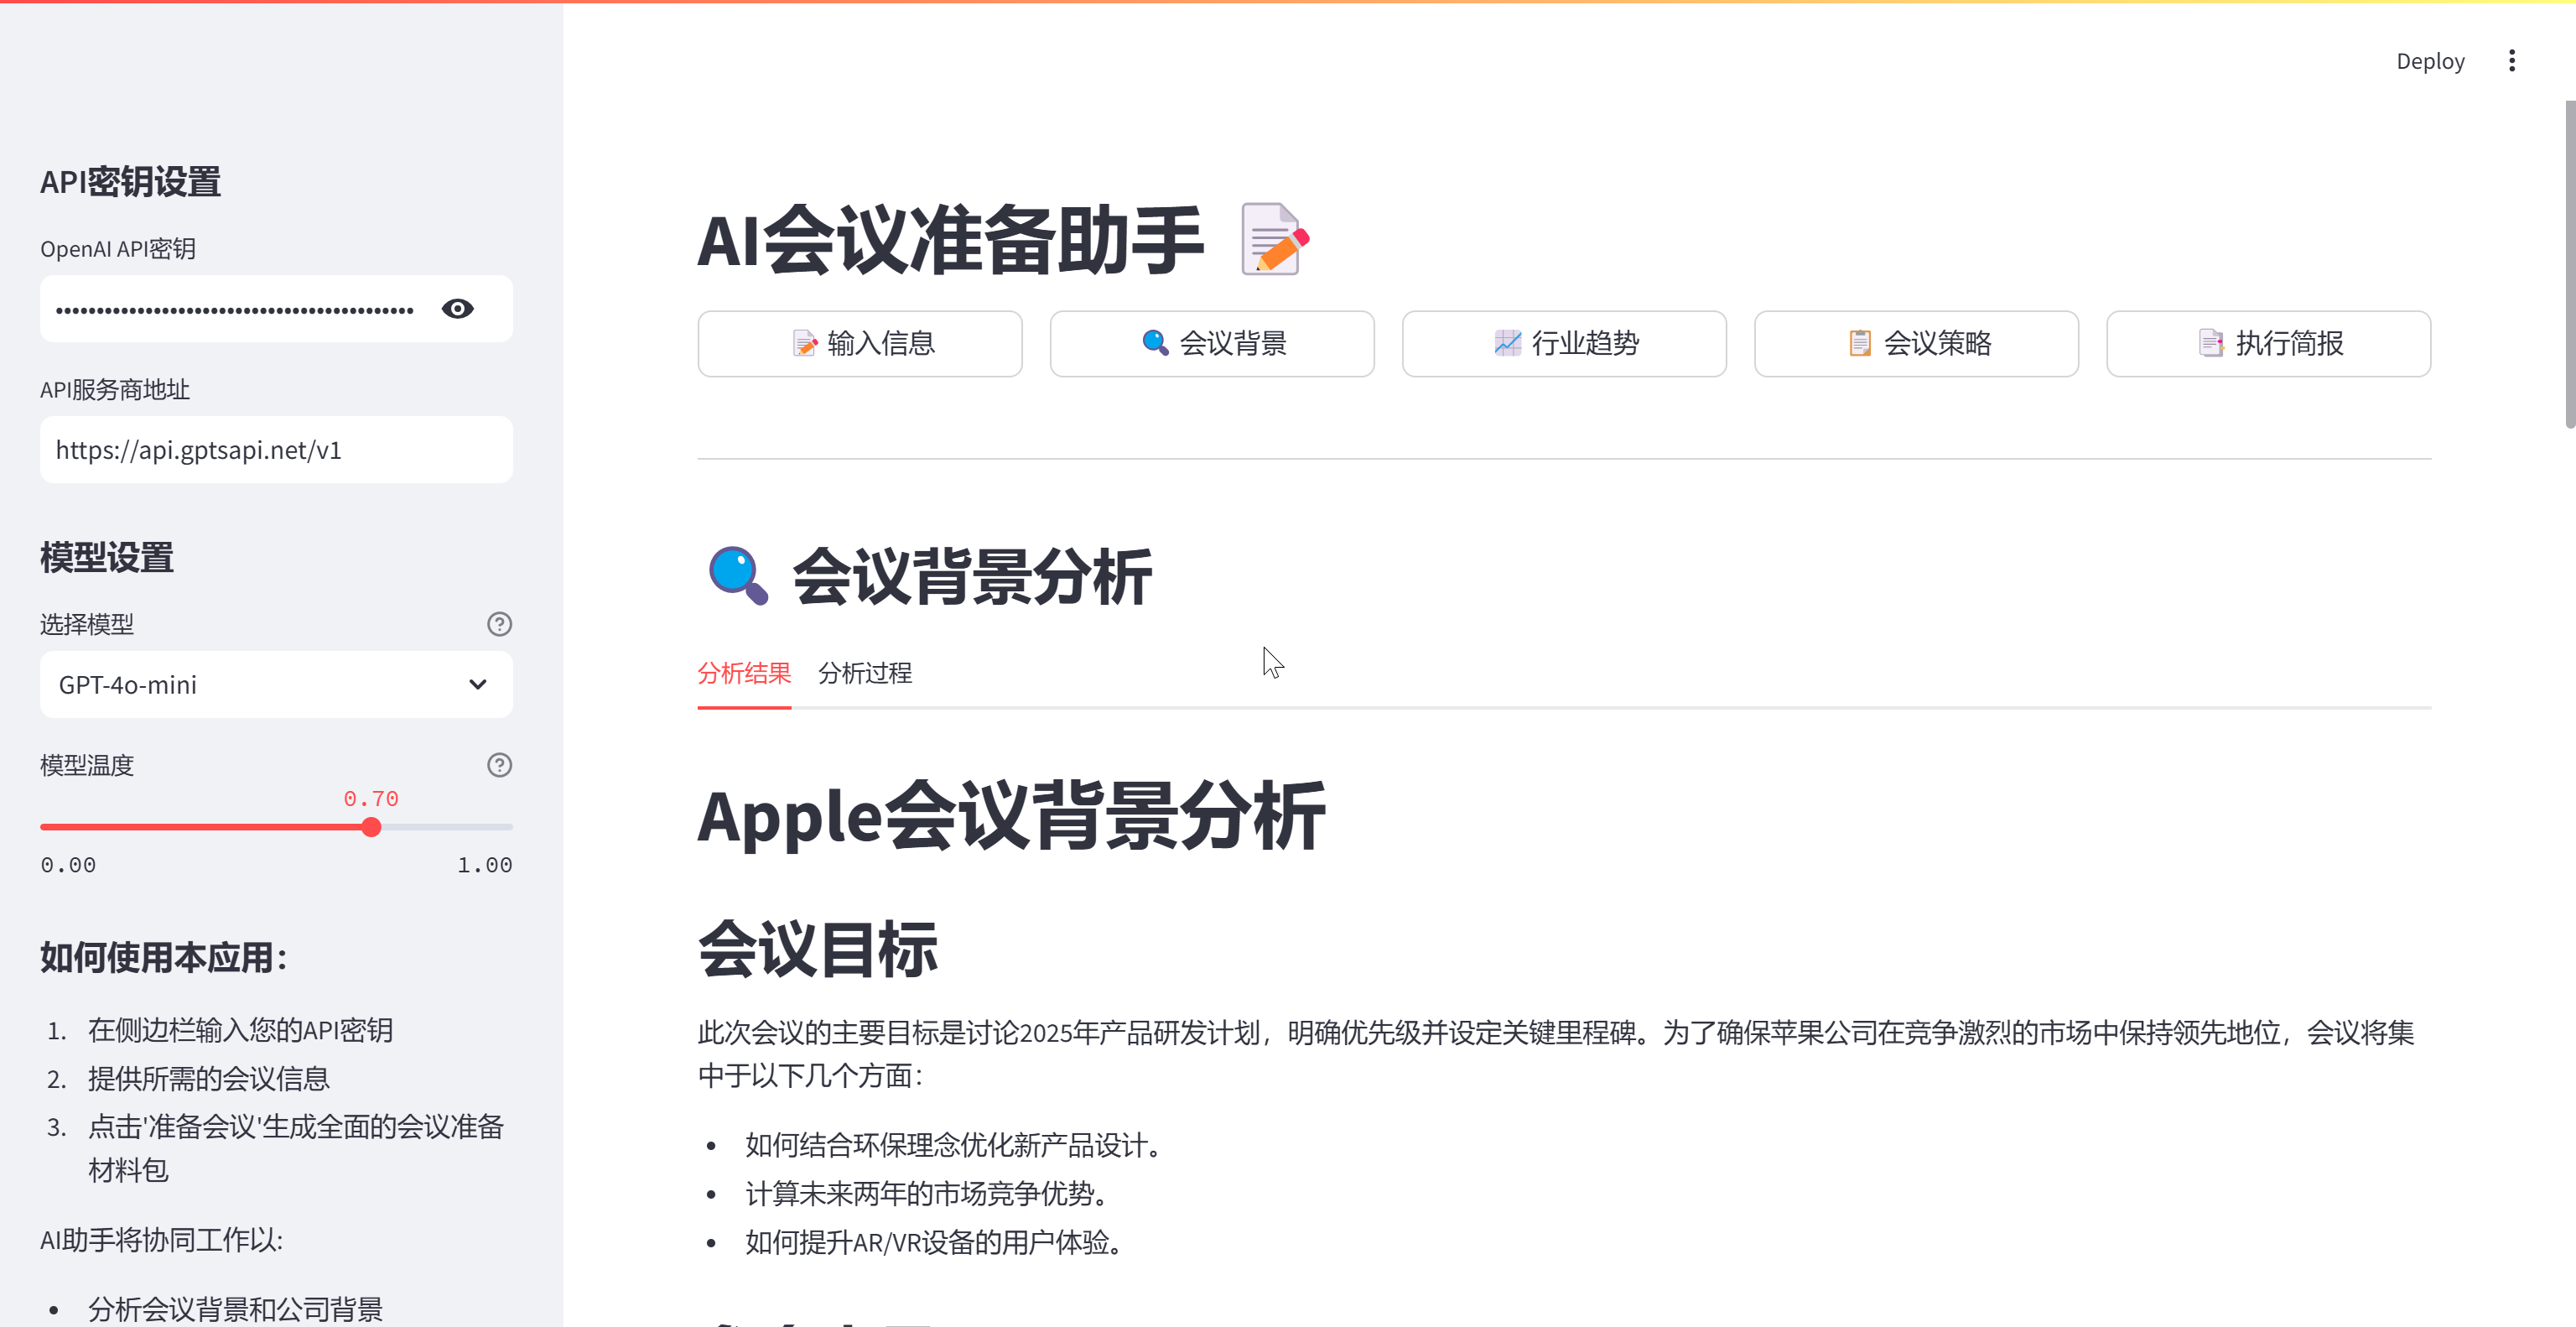 Deploy
API密钥设置
OpenAI API密钥
••••••••••••••••••••••••••••••••••••••••••••
API服务商地址
https://api.gptsapi.net/v1
模型设置
选择模型
GPT-4o-mini
模型温度
0.70
0.00 1.00
如何使用本应用：
1. 在侧边栏输入您的API密钥
2. 提供所需的会议信息
3. 点击'准备会议'生成全面的会议准备
材料包
AI助手将协同工作以:
• 分析会议背景和公司背景
AI会议准备助手
输入信息
会议背景
行业趋势
会议策略
执行简报
会议背景分析
分析结果 分析过程
Apple会议背景分析
会议目标
此次会议的主要目标是讨论2025年产品研发计划，明确优先级并设定关键里程碑。为了确保苹果公司在竞争激烈的市场中保持领先地位，会议将集
中于以下几个方面：
• 如何结合环保理念优化新产品设计。
• 计算未来两年的市场竞争优势。
• 如何提升AR/VR设备的用户体验。